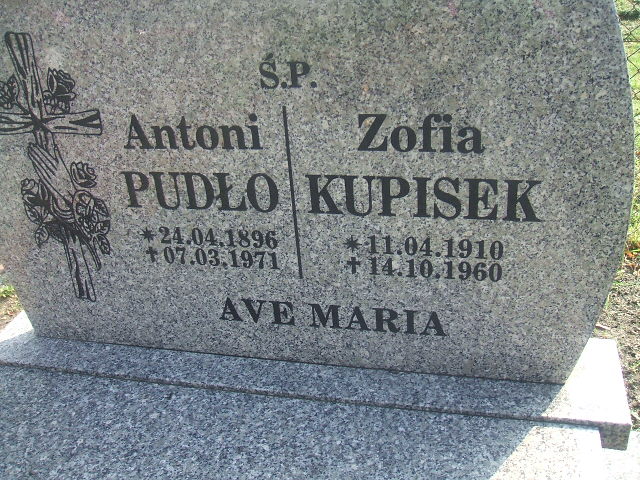 Ś.P.
Antoni
PUDŁO
* 24.04.1896
✝ 07.03.1971
Zofia
KUPISEK
* 11.04.1910
✝ 14.10.1960
AVE MARIA